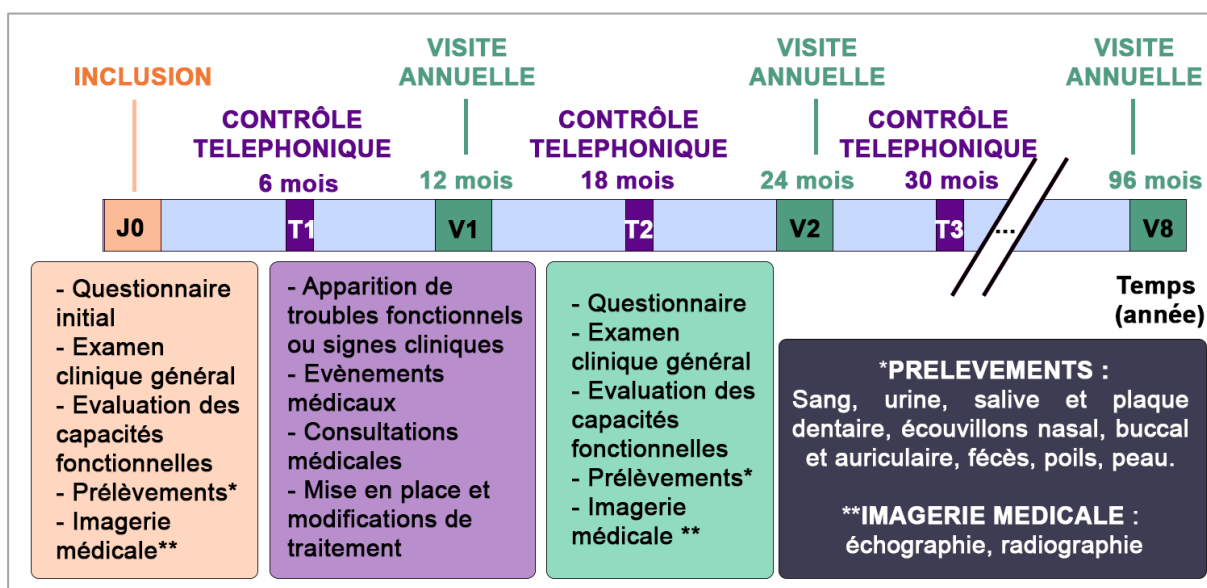 INCLUSION
VISITE
ANNUELLE
VISITE
ANNUELLE
VISITE
ANNUELLE
CONTRÔLE
TELEPHONIQUE
CONTRÔLE
TELEPHONIQUE
CONTRÔLE
TELEPHONIQUE
6 mois
12 mois
18 mois
24 mois
30 mois
96 mois
J0
T1
V1
T2
V2
T3
...
V8
Temps
(année)
- Questionnaire
initial
- Examen
clinique général
- Evaluation des
capacités
fonctionnelles
- Prélèvements*
- Imagerie
médicale**
- Apparition de
troubles fonctionnels
ou signes cliniques
- Evènements
médicaux
- Consultations
médicales
- Mise en place et
modifications de
traitement
- Questionnaire
- Examen
clinique général
- Evaluation des
capacités
fonctionnelles
- Prélèvements*
- Imagerie
médicale **
*PRELEVEMENTS :
Sang, urine, salive et plaque
dentaire, écouvillons nasal, buccal
et auriculaire, fécès, poils, peau.
**IMAGERIE MEDICALE :
échographie, radiographie